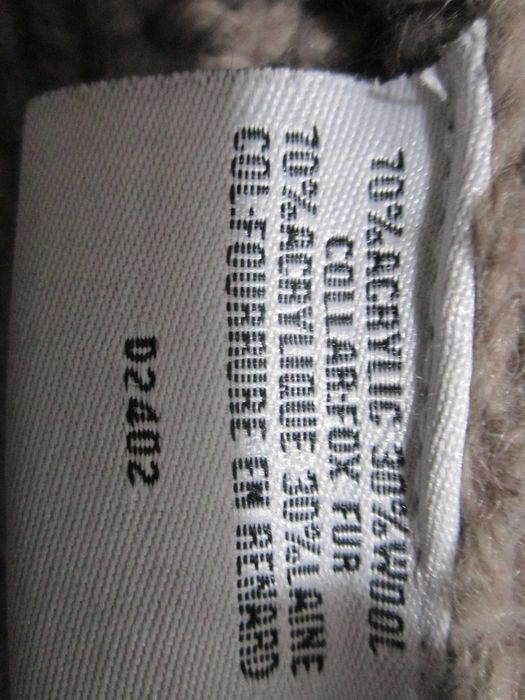 70%ACRYLIC 30%WOOL
COLLAR:FOX FUR
70%ACRYLIQUE 30%LAINE
COL:FOURRURE EN RENARD
D2402